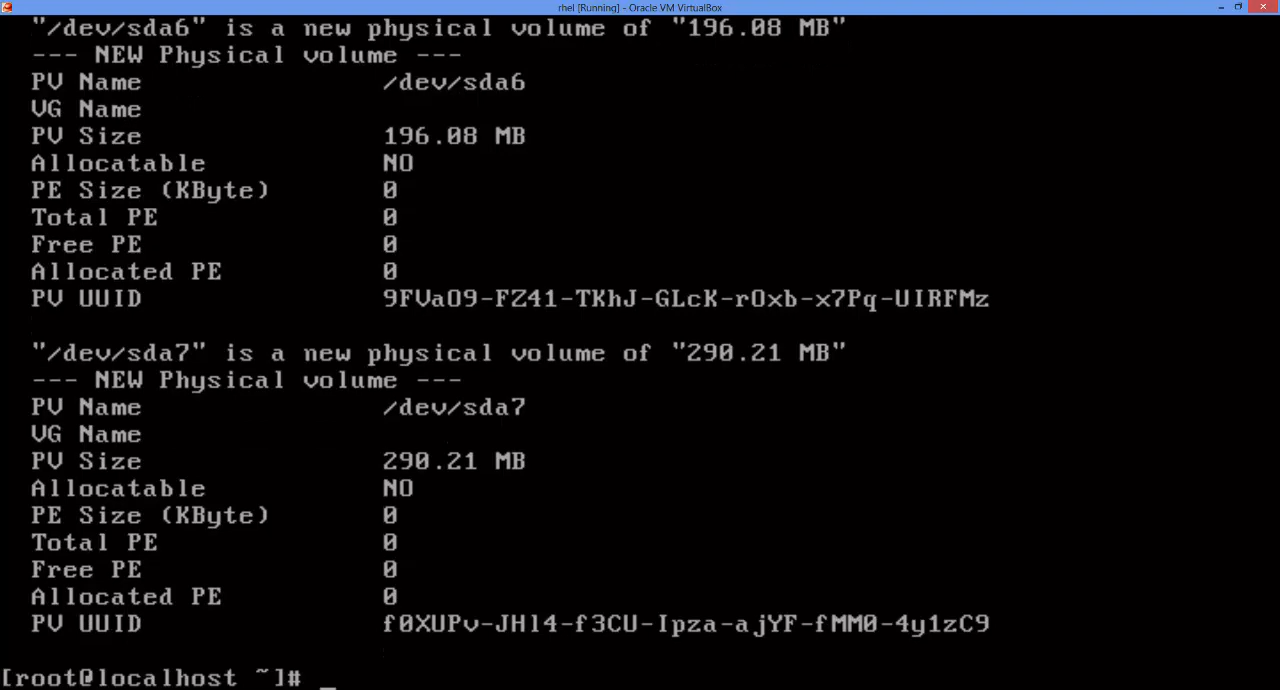 rhel [Running] - Oracle VM VirtualBox
"/dev/sda6" is a new physical volume of "196.08 MB"
--- NEW Physical volume ---
PV Name /dev/sda6
VG Name
PV Size 196.08 MB
Allocatable NO
PE Size (KByte) 0
Total PE 0
Free PE 0
Allocated PE 0
PV UUID 9FVaO9-FZ41-TKhJ-GLcK-rOxb-x7Pq-UIRFMz
"/dev/sda7" is a new physical volume of "290.21 MB"
--- NEW Physical volume ---
PV Name /dev/sda7
VG Name
PV Size 290.21 MB
Allocatable NO
PE Size (KByte) 0
Total PE 0
Free PE 0
Allocated PE 0
PV UUID f0XUPv-JHl4-f3CU-Ipza-ajYF-fMM0-4y1zC9
[root@localhost ~]# _